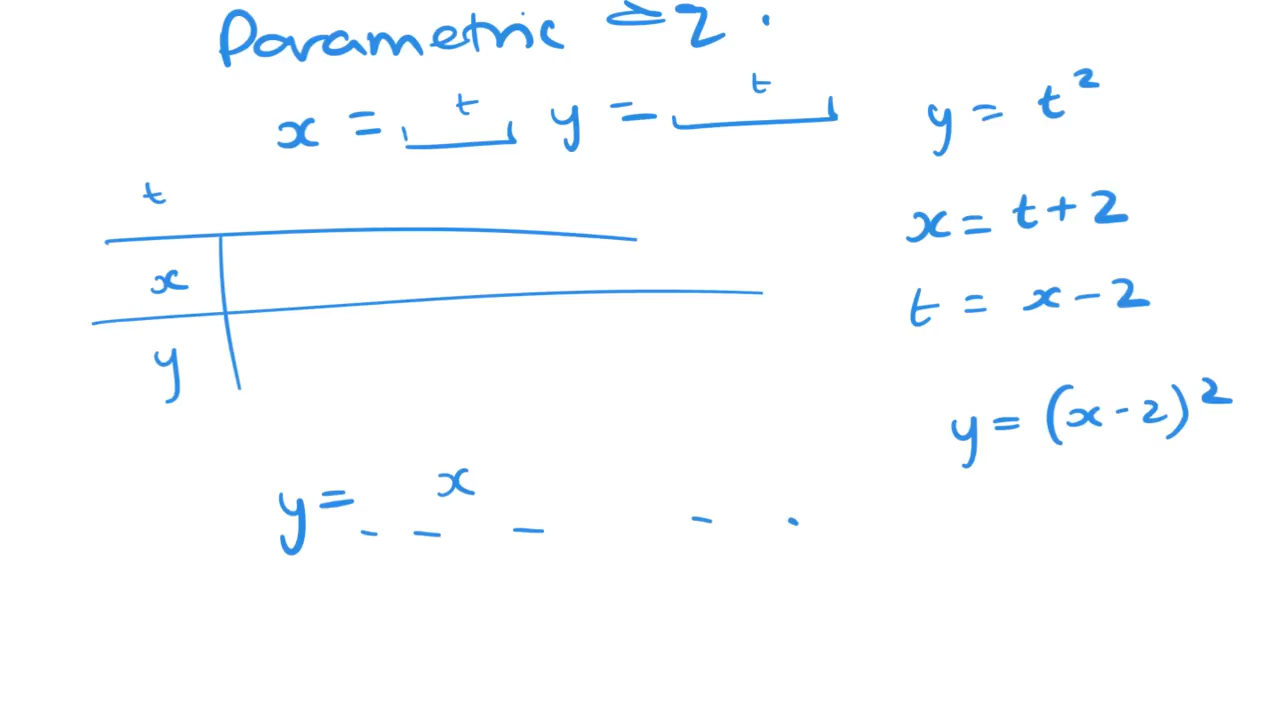 Parametric 2.
x = t y = t
y = t²
x = t + 2
t
x
t = x - 2
y
y = (x - 2)²
y = x